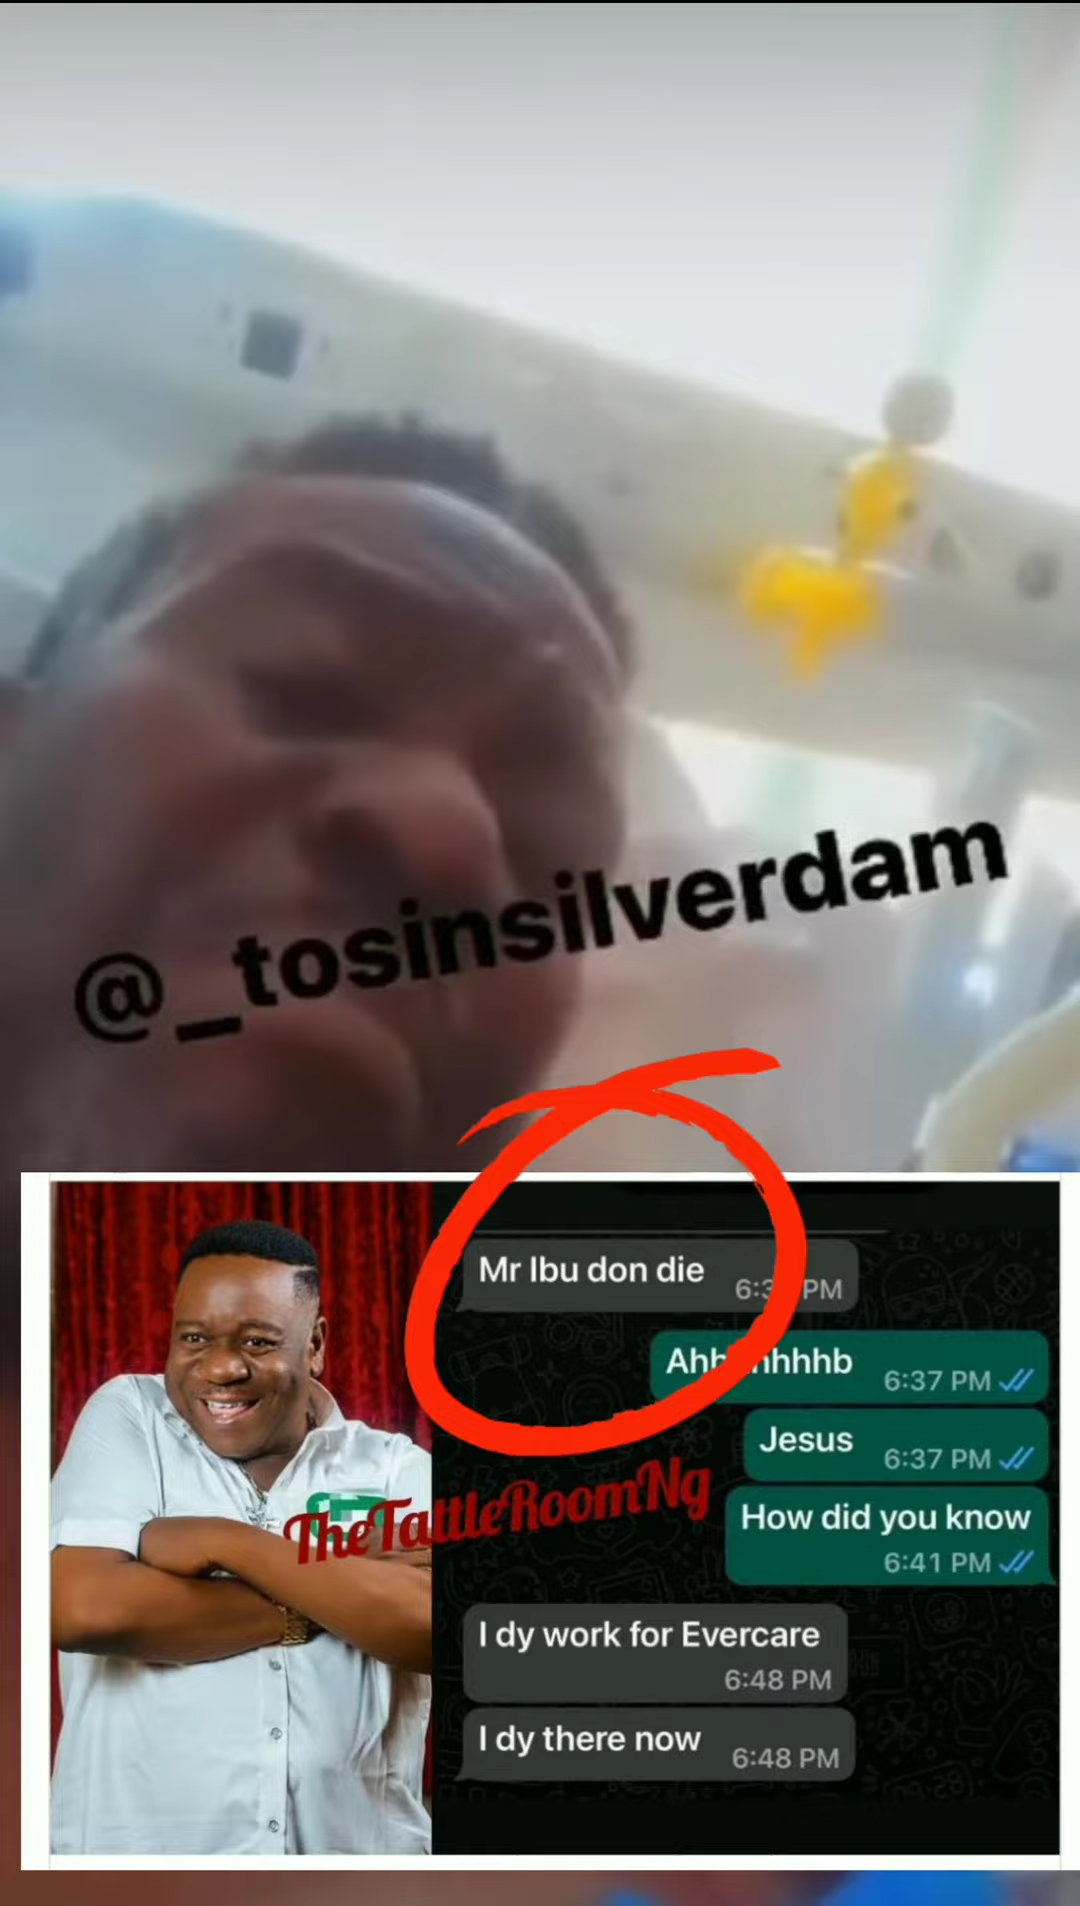 @_tosinsilverdam
Mr Ibu don die
PM
6:37 PM
Jesus
6:37 PM
How did you know
6:41 PM
TheTattleRoomNg
I dy work for Evercare
6:48 PM
I dy there now
6:48 PM